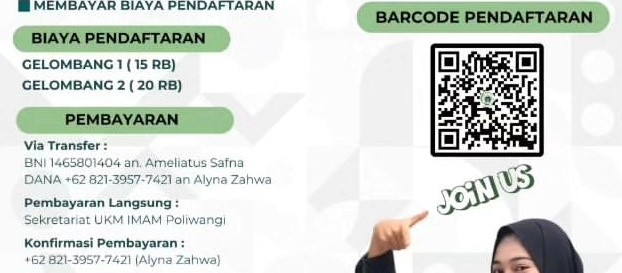 MEMBAYAR BIAYA PENDAFTARAN
BIAYA PENDAFTARAN
GELOMBANG 1 ( 15 RB)
GELOMBANG 2 ( 20 RB)
PEMBAYARAN
Via Transfer :
BNI 1465801404 an. Ameliatus Safna
DANA +62 821-3957-7421 an Alyna Zahwa
Pembayaran Langsung :
Sekretariat UKM IMAM Poliwangi
Konfirmasi Pembayaran :
+62 821-3957-7421 (Alyna Zahwa)
BARCODE PENDAFTARAN
JOIN US